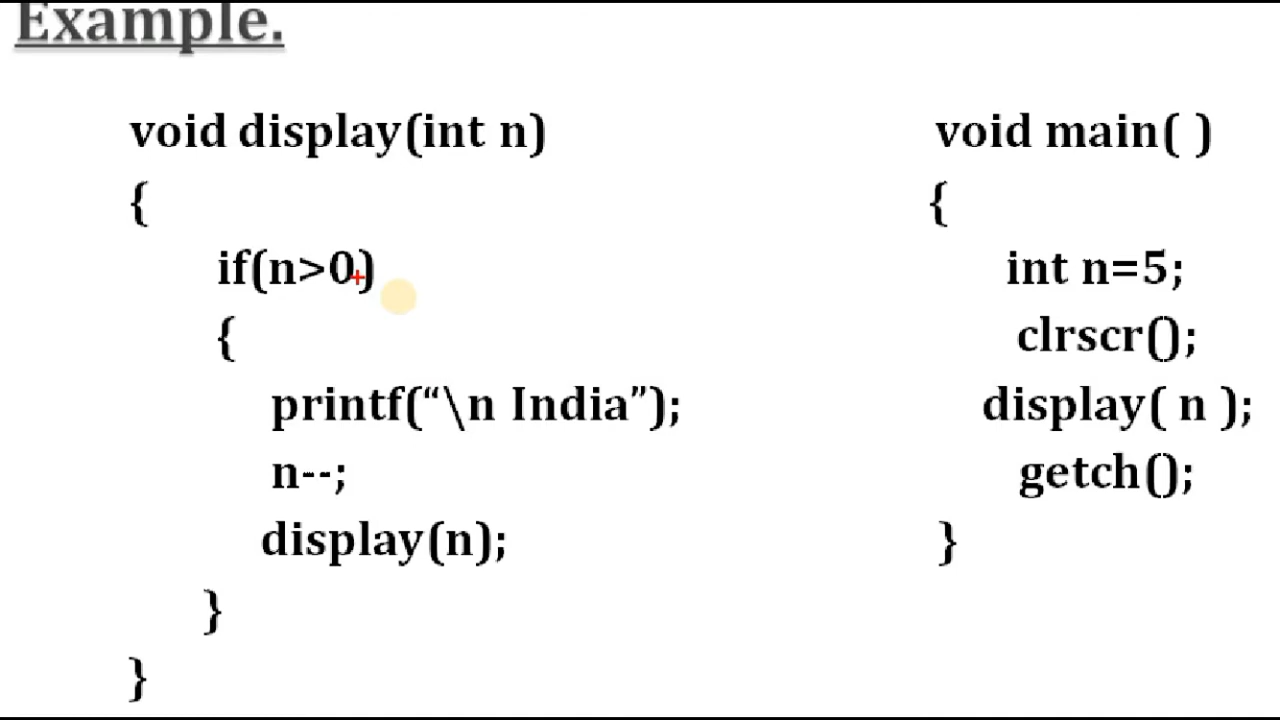 Example.
void display(int n)
{
if(n>0)
{
printf(“\n India”);
n--;
display(n);
}
}
void main( )
{
int n=5;
clrscr();
display( n );
getch();
}